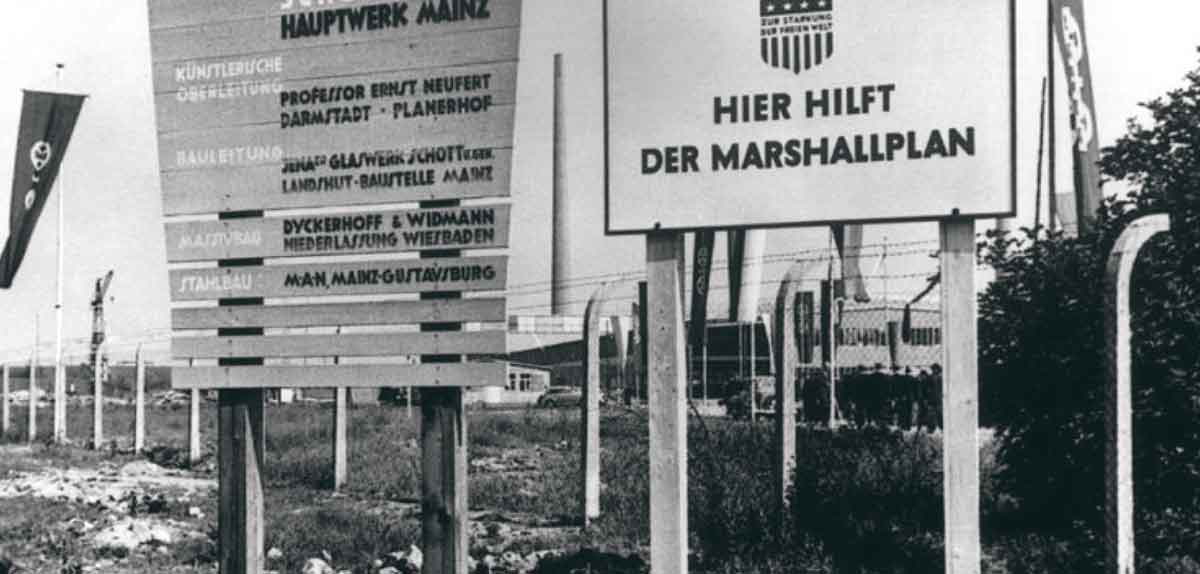 HAUPTWERK MAINZ
KÜNSTLERISCHE
OBERLEITUNG
PROFESSOR ERNST NEUFERT
DARMSTADT · PLANERHOF
BAULEITUNG
JENAER GLASWERK SCHOTT U. GEN.
LANDSHUT-BAUSTELLE MAINZ
MASSIVBAU
DYCKERHOFF & WIDMANN
NIEDERLASSUNG WIESBADEN
STAHLBAU
M·A·N, MAINZ-GUSTAVSBURG
ZUR STÄRKUNG
DER FREIEN WELT
HIER HILFT
DER MARSHALLPLAN